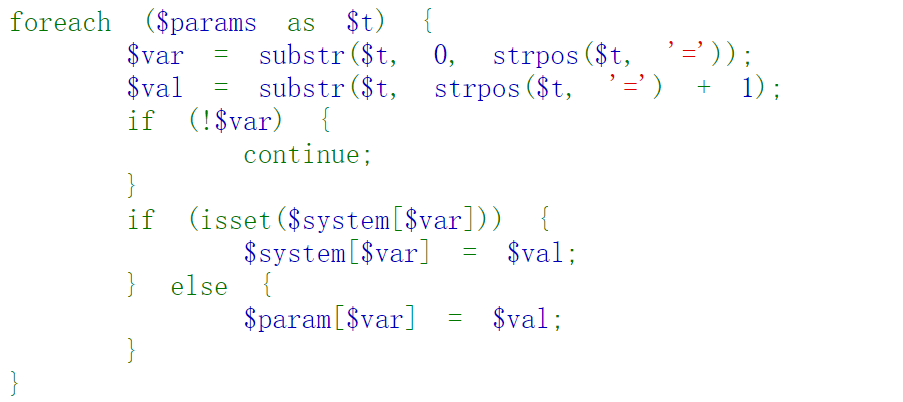 foreach ($params as $t) {
$var = substr($t, 0, strpos($t, '='));
$val = substr($t, strpos($t, '=') + 1);
if (!$var) {
continue;
}
if (isset($system[$var])) {
$system[$var] = $val;
} else {
$param[$var] = $val;
}
}